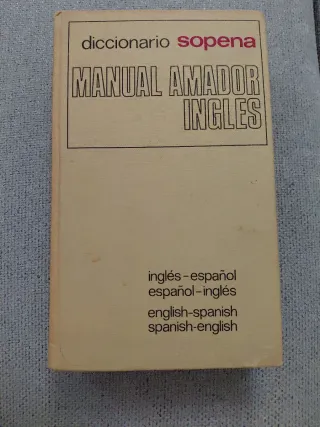 diccionario sopena
MANUAL AMADOR
INGLES
inglés-español
español-inglés
english-spanish
spanish-english